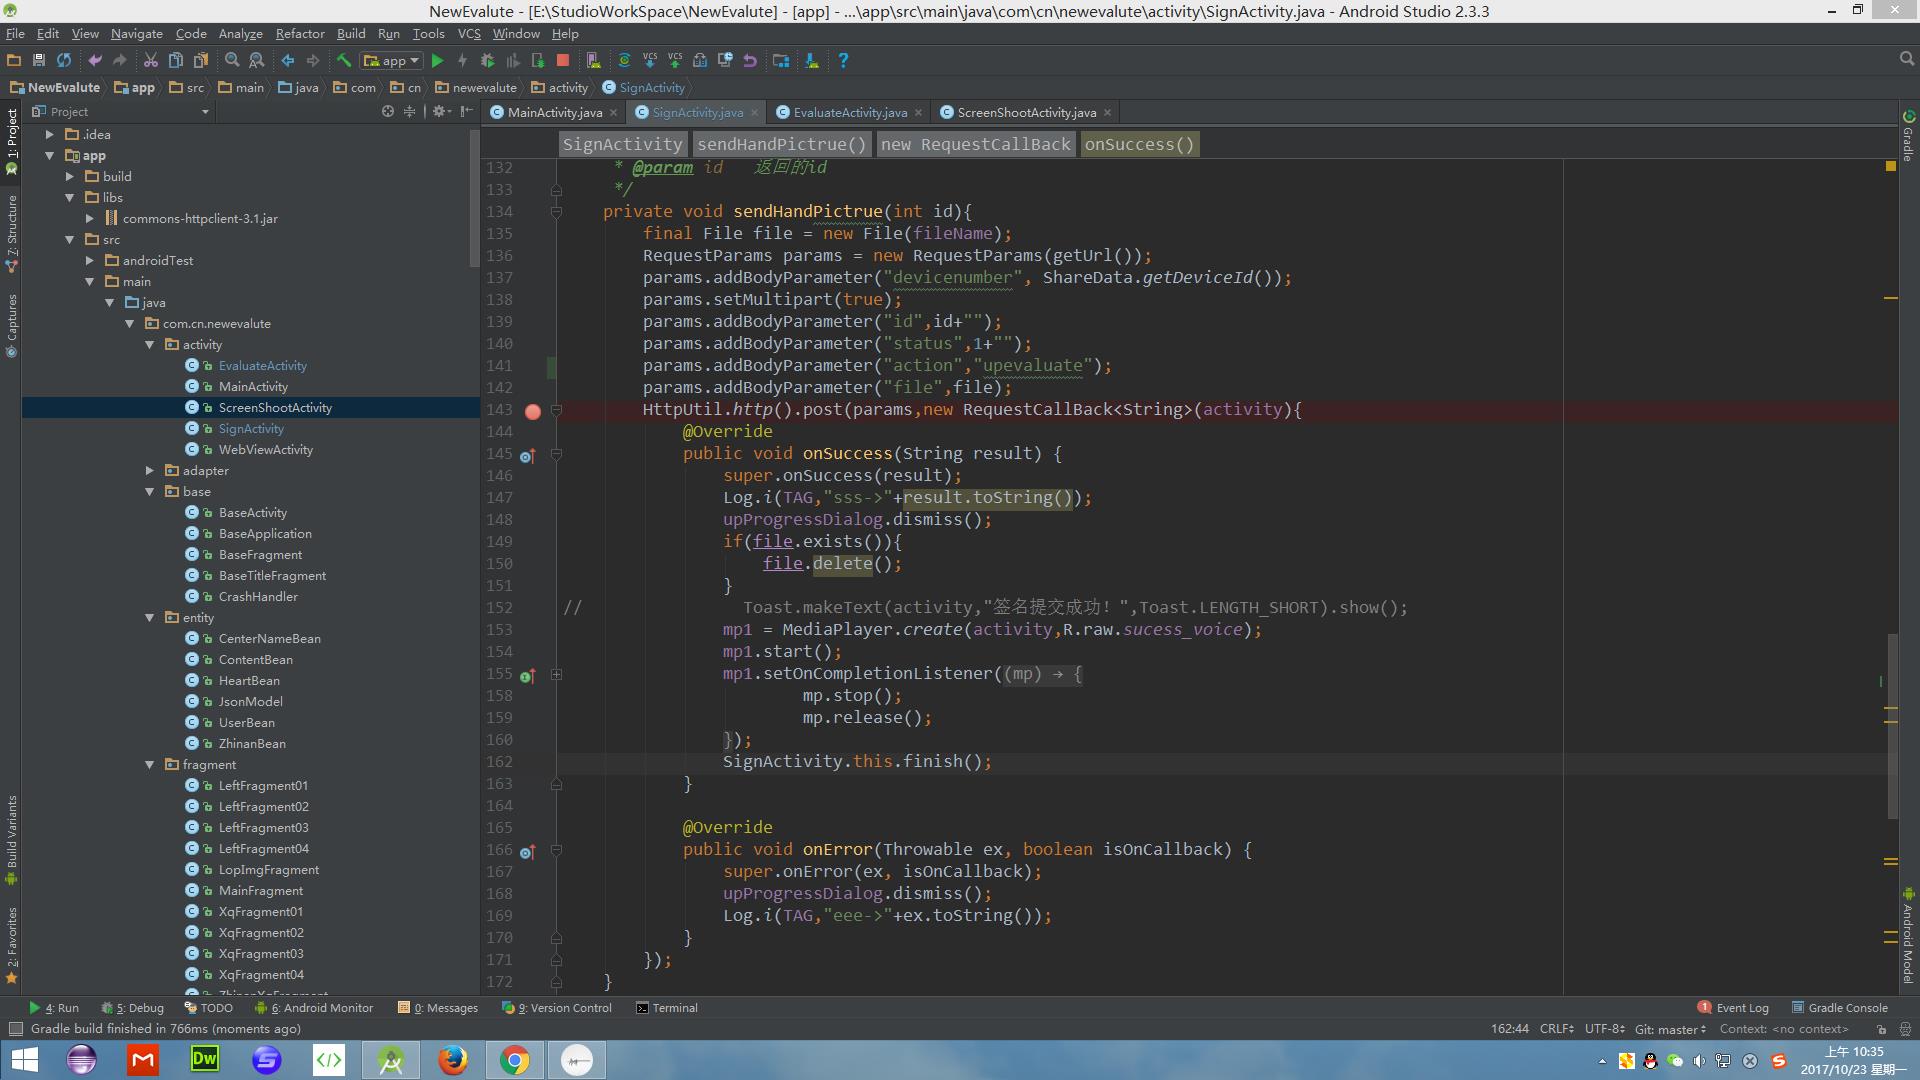 NewEvalute - [E:\StudioWorkSpace\NewEvalute] - [app] - ...\app\src\main\java\com\cn\newevalute\activity\SignActivity.java - Android Studio 2.3.3
File Edit View Navigate Code Analyze Refactor Build Run Tools VCS Window Help
app
NewEvalute app src main java com cn newevalute activity SignActivity
Project
MainActivity.java SignActivity.java EvaluateActivity.java ScreenShootActivity.java
SignActivity sendHandPictrue() new RequestCallBack onSuccess()
1: Project
7: Structure
Captures
Build Variants
2: Favorites
.idea
app
build
libs
commons-httpclient-3.1.jar
src
androidTest
main
java
com.cn.newevalute
activity
EvaluateActivity
MainActivity
ScreenShootActivity
SignActivity
WebViewActivity
adapter
base
BaseActivity
BaseApplication
BaseFragment
BaseTitleFragment
CrashHandler
entity
CenterNameBean
ContentBean
HeartBean
JsonModel
UserBean
ZhinanBean
fragment
LeftFragment01
LeftFragment02
LeftFragment03
LeftFragment04
LopImgFragment
MainFragment
XqFragment01
XqFragment02
XqFragment03
XqFragment04
132 * @param id 返回的id
133 */
134 private void sendHandPictrue(int id){
135 final File file = new File(fileName);
136 RequestParams params = new RequestParams(getUrl());
137 params.addBodyParameter("devicenumber", ShareData.getDeviceId());
138 params.setMultipart(true);
139 params.addBodyParameter("id",id+"");
140 params.addBodyParameter("status",1+"");
141 params.addBodyParameter("action","upevaluate");
142 params.addBodyParameter("file",file);
143 HttpUtil.http().post(params,new RequestCallBack<String>(activity){
144 @Override
145 public void onSuccess(String result) {
146 super.onSuccess(result);
147 Log.i(TAG,"sss->"+result.toString());
148 upProgressDialog.dismiss();
149 if(file.exists()){
150 file.delete();
151 }
152 // Toast.makeText(activity,"签名提交成功！",Toast.LENGTH_SHORT).show();
153 mp1 = MediaPlayer.create(activity,R.raw.sucess_voice);
154 mp1.start();
155 mp1.setOnCompletionListener((mp) → {
158 mp.stop();
159 mp.release();
160 });
162 SignActivity.this.finish();
163 }
164
165 @Override
166 public void onError(Throwable ex, boolean isOnCallback) {
167 super.onError(ex, isOnCallback);
168 upProgressDialog.dismiss();
169 Log.i(TAG,"eee->"+ex.toString());
170 }
171 });
172 }
Gradle
Android Model
4: Run 5: Debug TODO 6: Android Monitor 0: Messages 9: Version Control Terminal 1 Event Log Gradle Console
Gradle build finished in 766ms (moments ago) 162:44 CRLF UTF-8 Git: master Context: <no context>
Dw
上午 10:35
2017/10/23 星期一